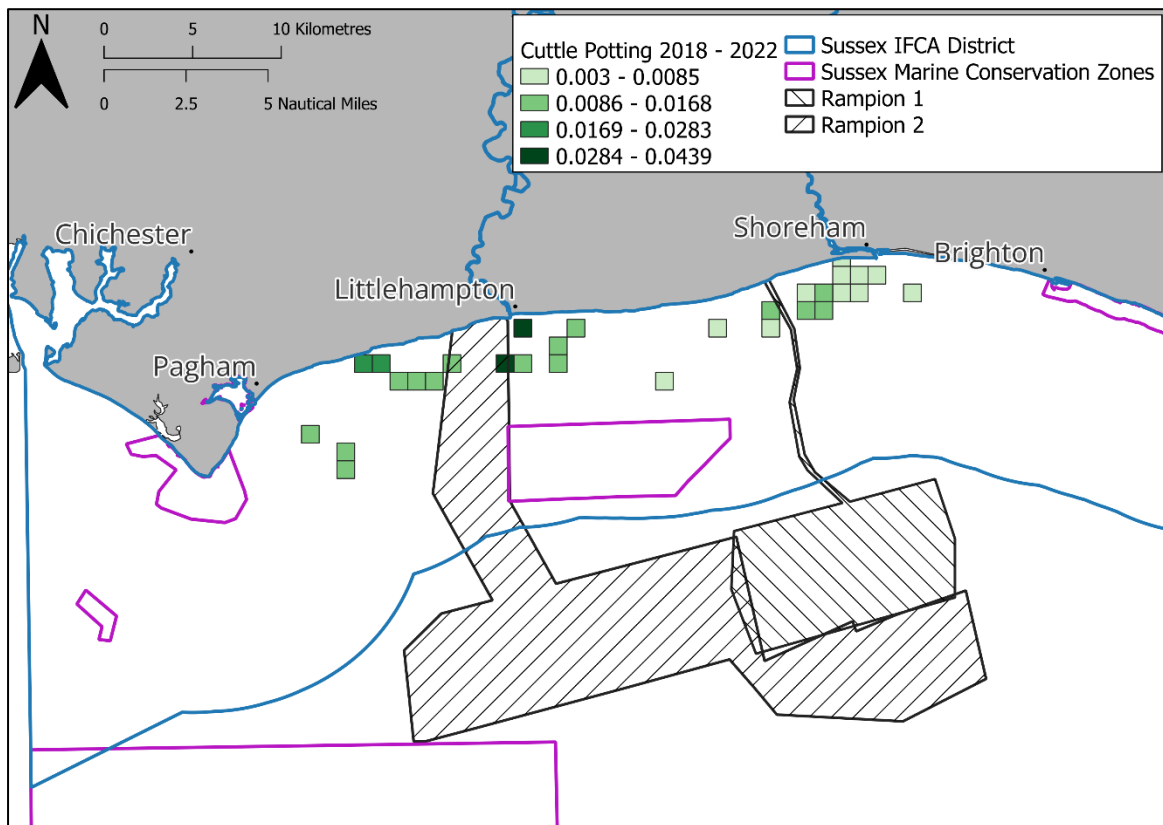 N
0 5 10 Kilometres
0 2.5 5 Nautical Miles
Cuttle Potting 2018 - 2022
0.003 - 0.0085
0.0086 - 0.0168
0.0169 - 0.0283
0.0284 - 0.0439
Sussex IFCA District
Sussex Marine Conservation Zones
Rampion 1
Rampion 2
Chichester
Shoreham
Brighton
Littlehampton
Pagham